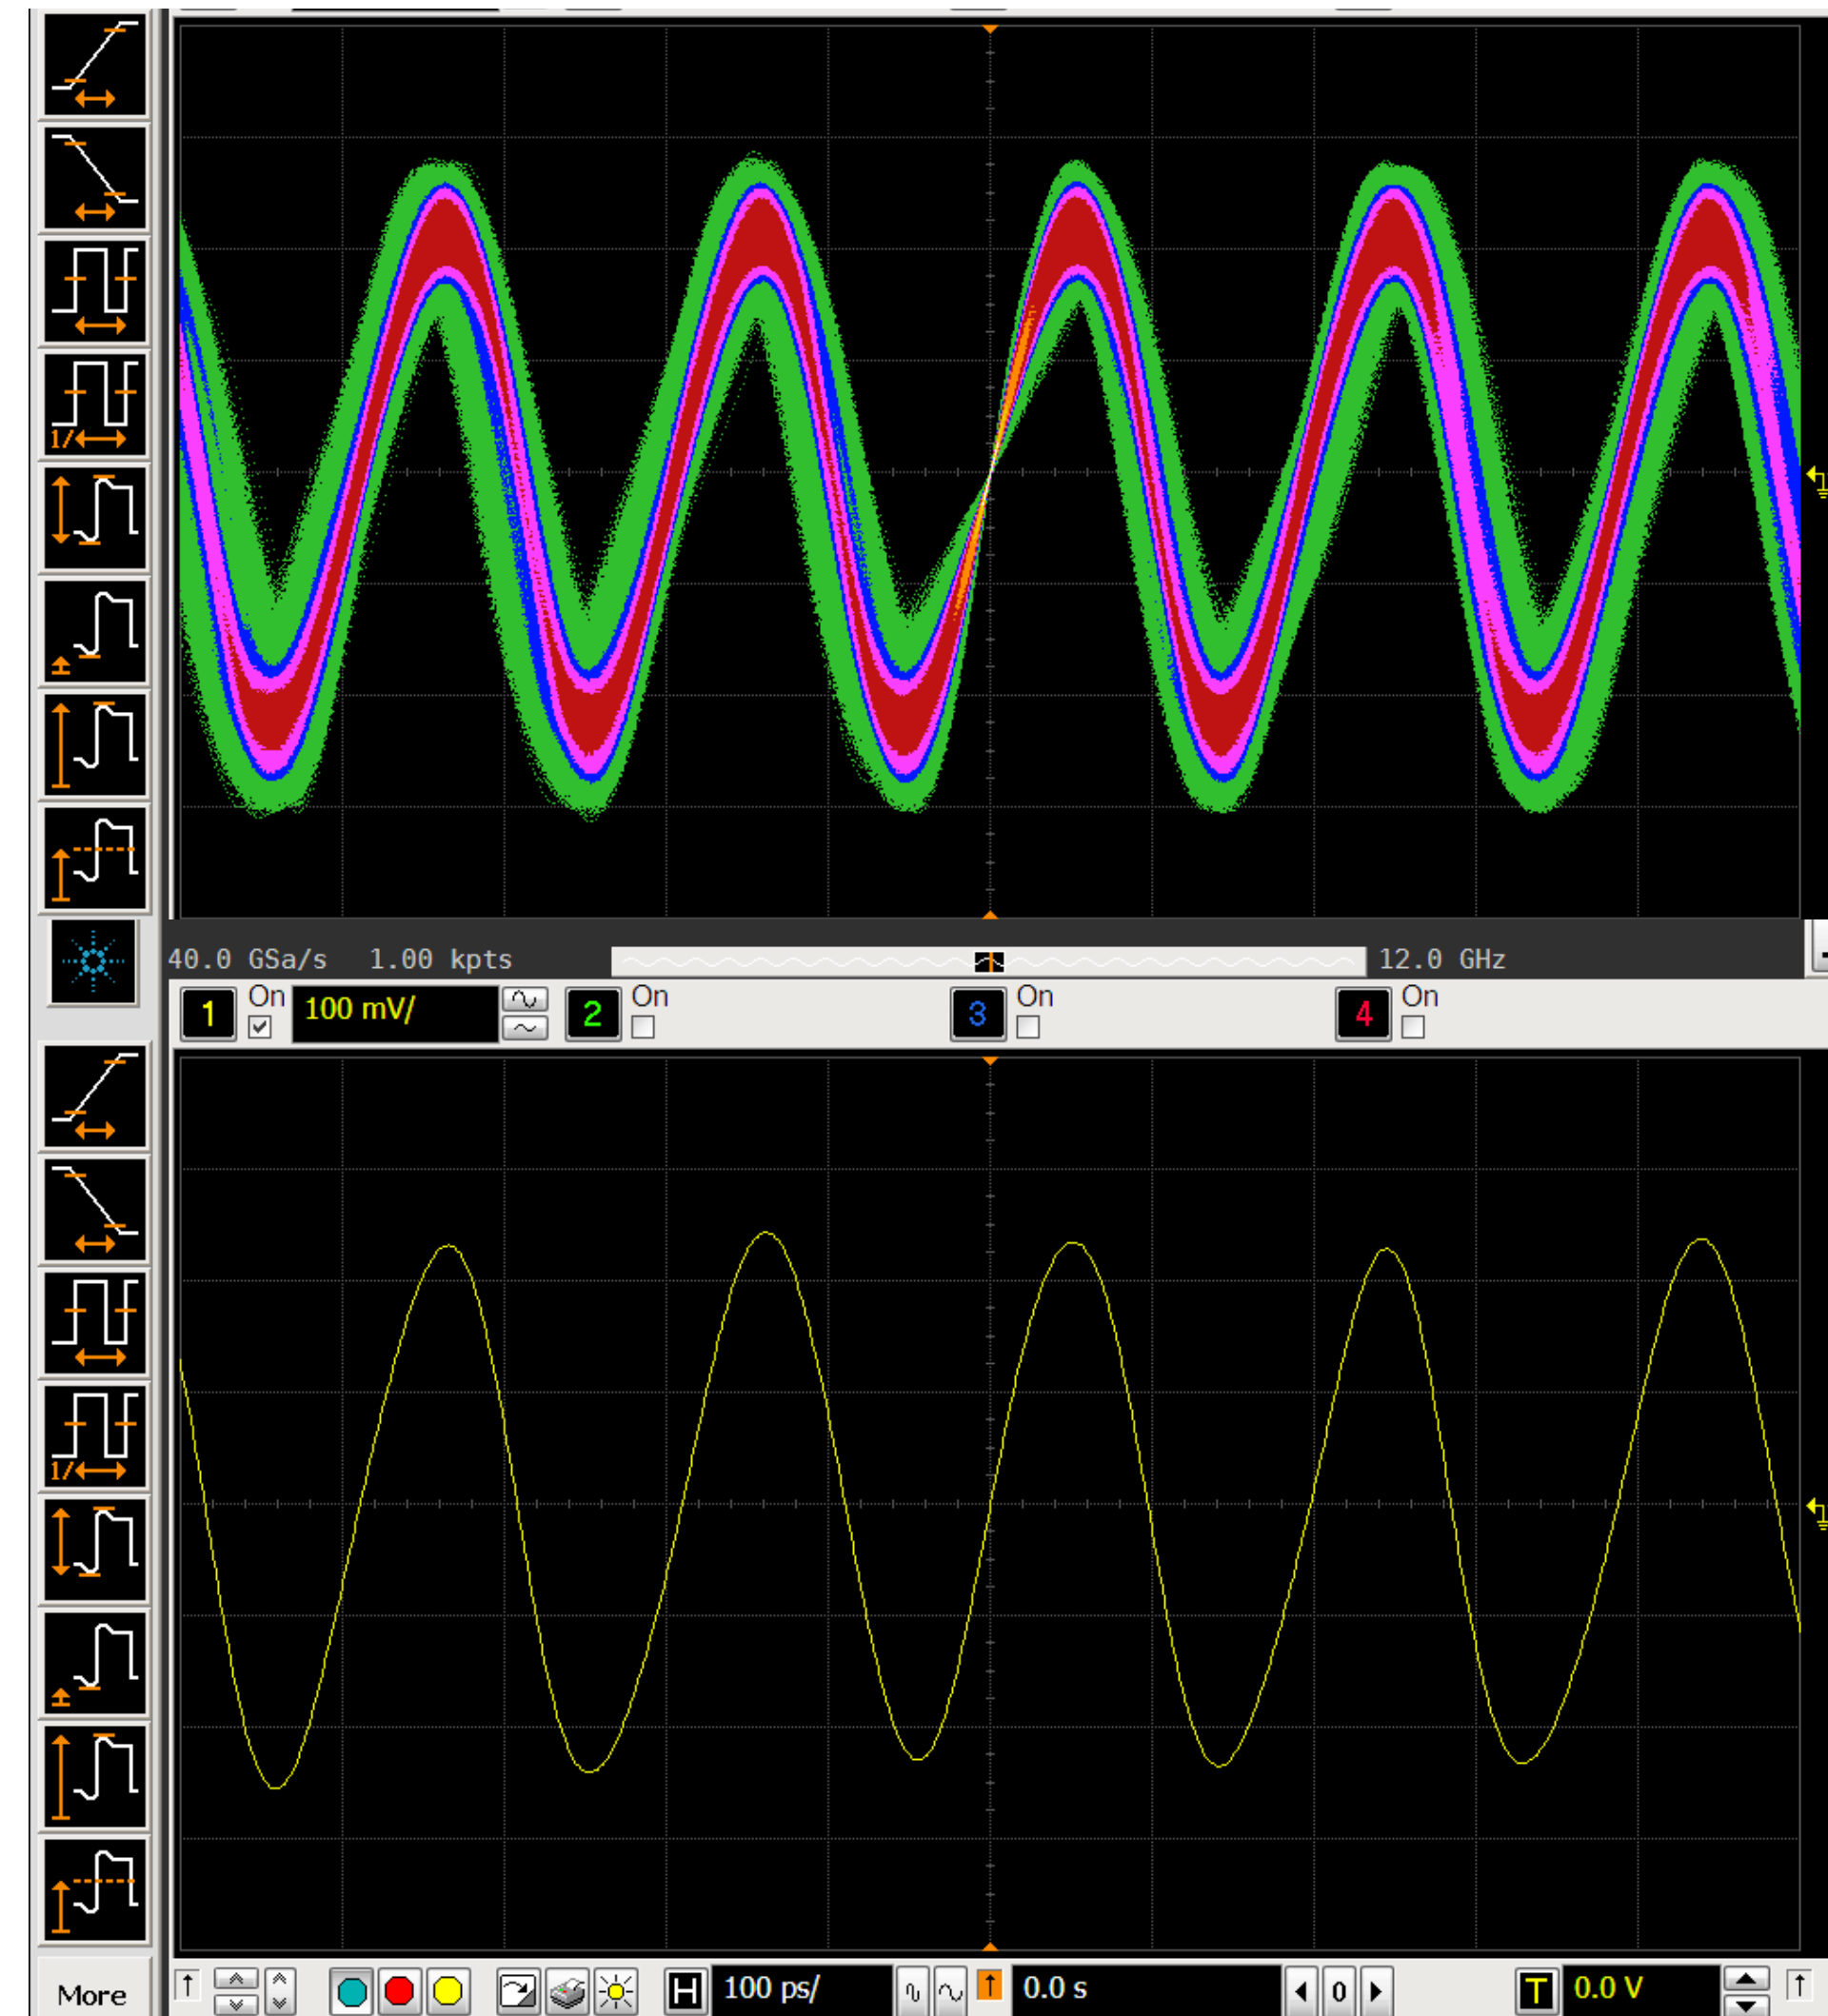 1/
40.0 GSa/s 1.00 kpts 12.0 GHz
1 On 100 mV/ 2 On 3 On 4 On
1/
More H 100 ps/ 0.0 s 0 T 0.0 V